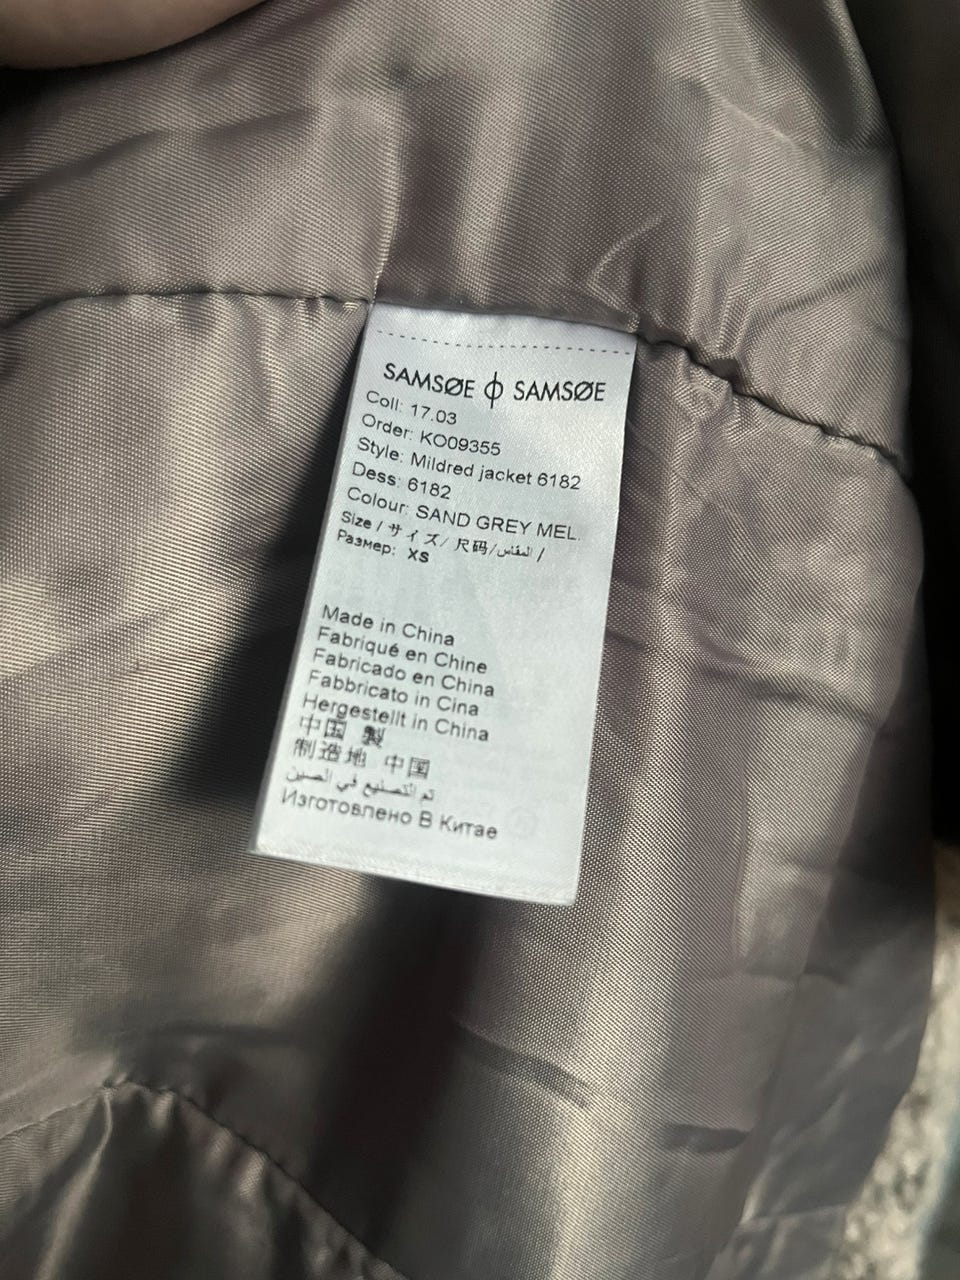 SAMSØE ϕ SAMSØE
Coll: 17.03
Order: KO09355
Style: Mildred jacket 6182
Dess: 6182
Colour: SAND GREY MEL.
Size / サイズ/ 尺码/المقاس /
Размер: XS
Made in China
Fabriqué en Chine
Fabricado en China
Fabbricato in Cina
Hergestellt in China
中国 製
制造地 中国
تم التصنيع في الصين
Изготовлено В Китае